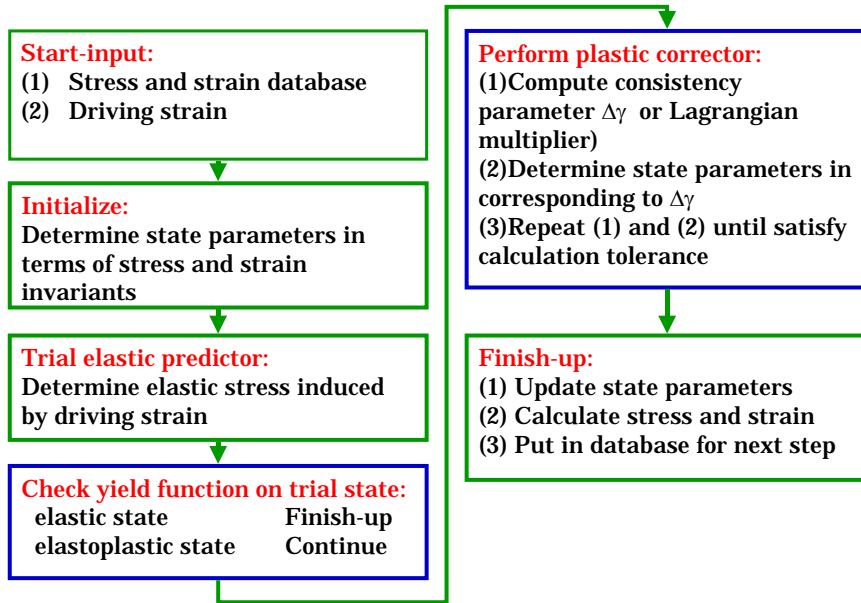 Start-input:
(1) Stress and strain database
(2) Driving strain
Initialize:
Determine state parameters in
terms of stress and strain
invariants
Trial elastic predictor:
Determine elastic stress induced
by driving strain
Check yield function on trial state:
elastic state Finish-up
elastoplastic state Continue
Perform plastic corrector:
(1)Compute consistency
parameter Δγ or Lagrangian
multiplier)
(2)Determine state parameters in
corresponding to Δγ
(3)Repeat (1) and (2) until satisfy
calculation tolerance
Finish-up:
(1) Update state parameters
(2) Calculate stress and strain
(3) Put in database for next step